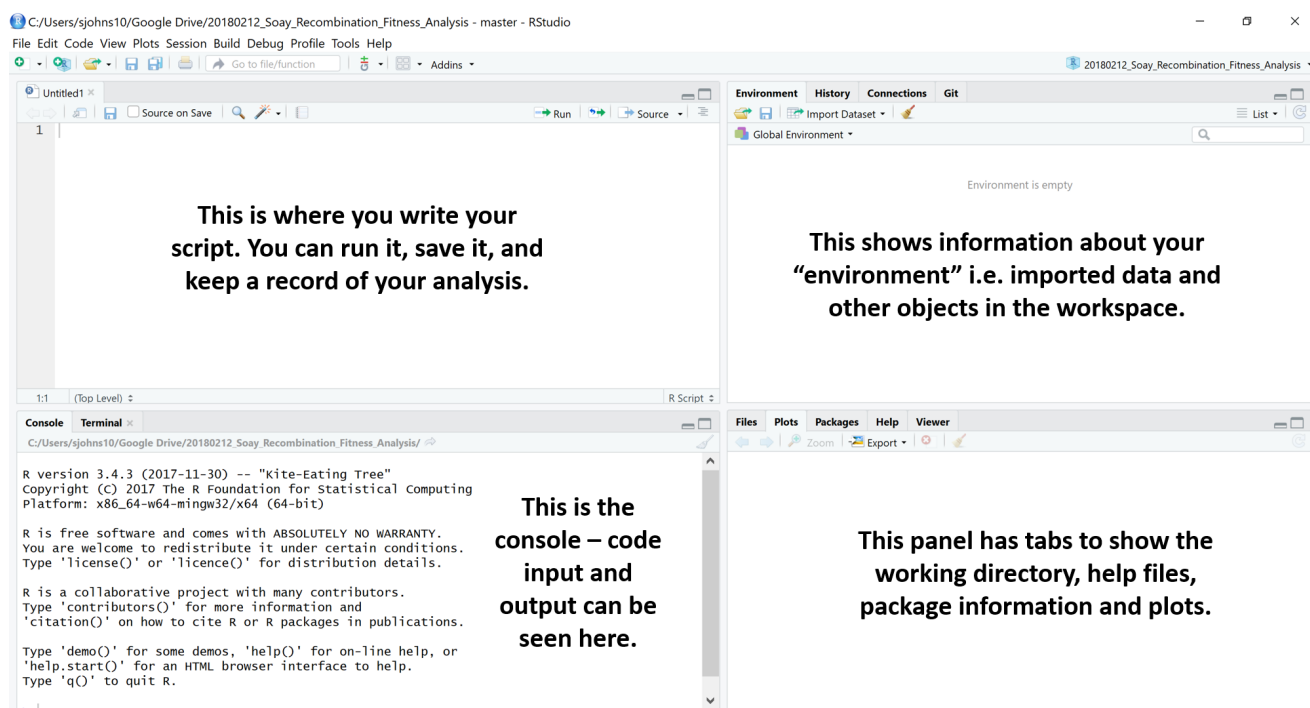 C:/Users/sjohns10/Google Drive/20180212_Soay_Recombination_Fitness_Analysis - master - RStudio
File Edit Code View Plots Session Build Debug Profile Tools Help
Go to file/function Addins
20180212_Soay_Recombination_Fitness_Analysis
Untitled1
Source on Save Run Source
1
This is where you write your
script. You can run it, save it, and
keep a record of your analysis.
1:1 (Top Level) R Script
Environment History Connections Git
Import Dataset List
Global Environment
Environment is empty
This shows information about your
“environment” i.e. imported data and
other objects in the workspace.
Console Terminal
C:/Users/sjohns10/Google Drive/20180212_Soay_Recombination_Fitness_Analysis/
R version 3.4.3 (2017-11-30) -- "Kite-Eating Tree"
Copyright (C) 2017 The R Foundation for Statistical Computing
Platform: x86_64-w64-mingw32/x64 (64-bit)
R is free software and comes with ABSOLUTELY NO WARRANTY.
You are welcome to redistribute it under certain conditions.
Type 'license()' or 'licence()' for distribution details.
R is a collaborative project with many contributors.
Type 'contributors()' for more information and
'citation()' on how to cite R or R packages in publications.
Type 'demo()' for some demos, 'help()' for on-line help, or
'help.start()' for an HTML browser interface to help.
Type 'q()' to quit R.
This is the
console – code
input and
output can be
seen here.
Files Plots Packages Help Viewer
Zoom Export
This panel has tabs to show the
working directory, help files,
package information and plots.